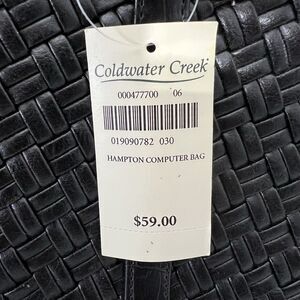 Coldwater Creek
000477700 06
019090782 030
HAMPTON COMPUTER BAG
$59.00